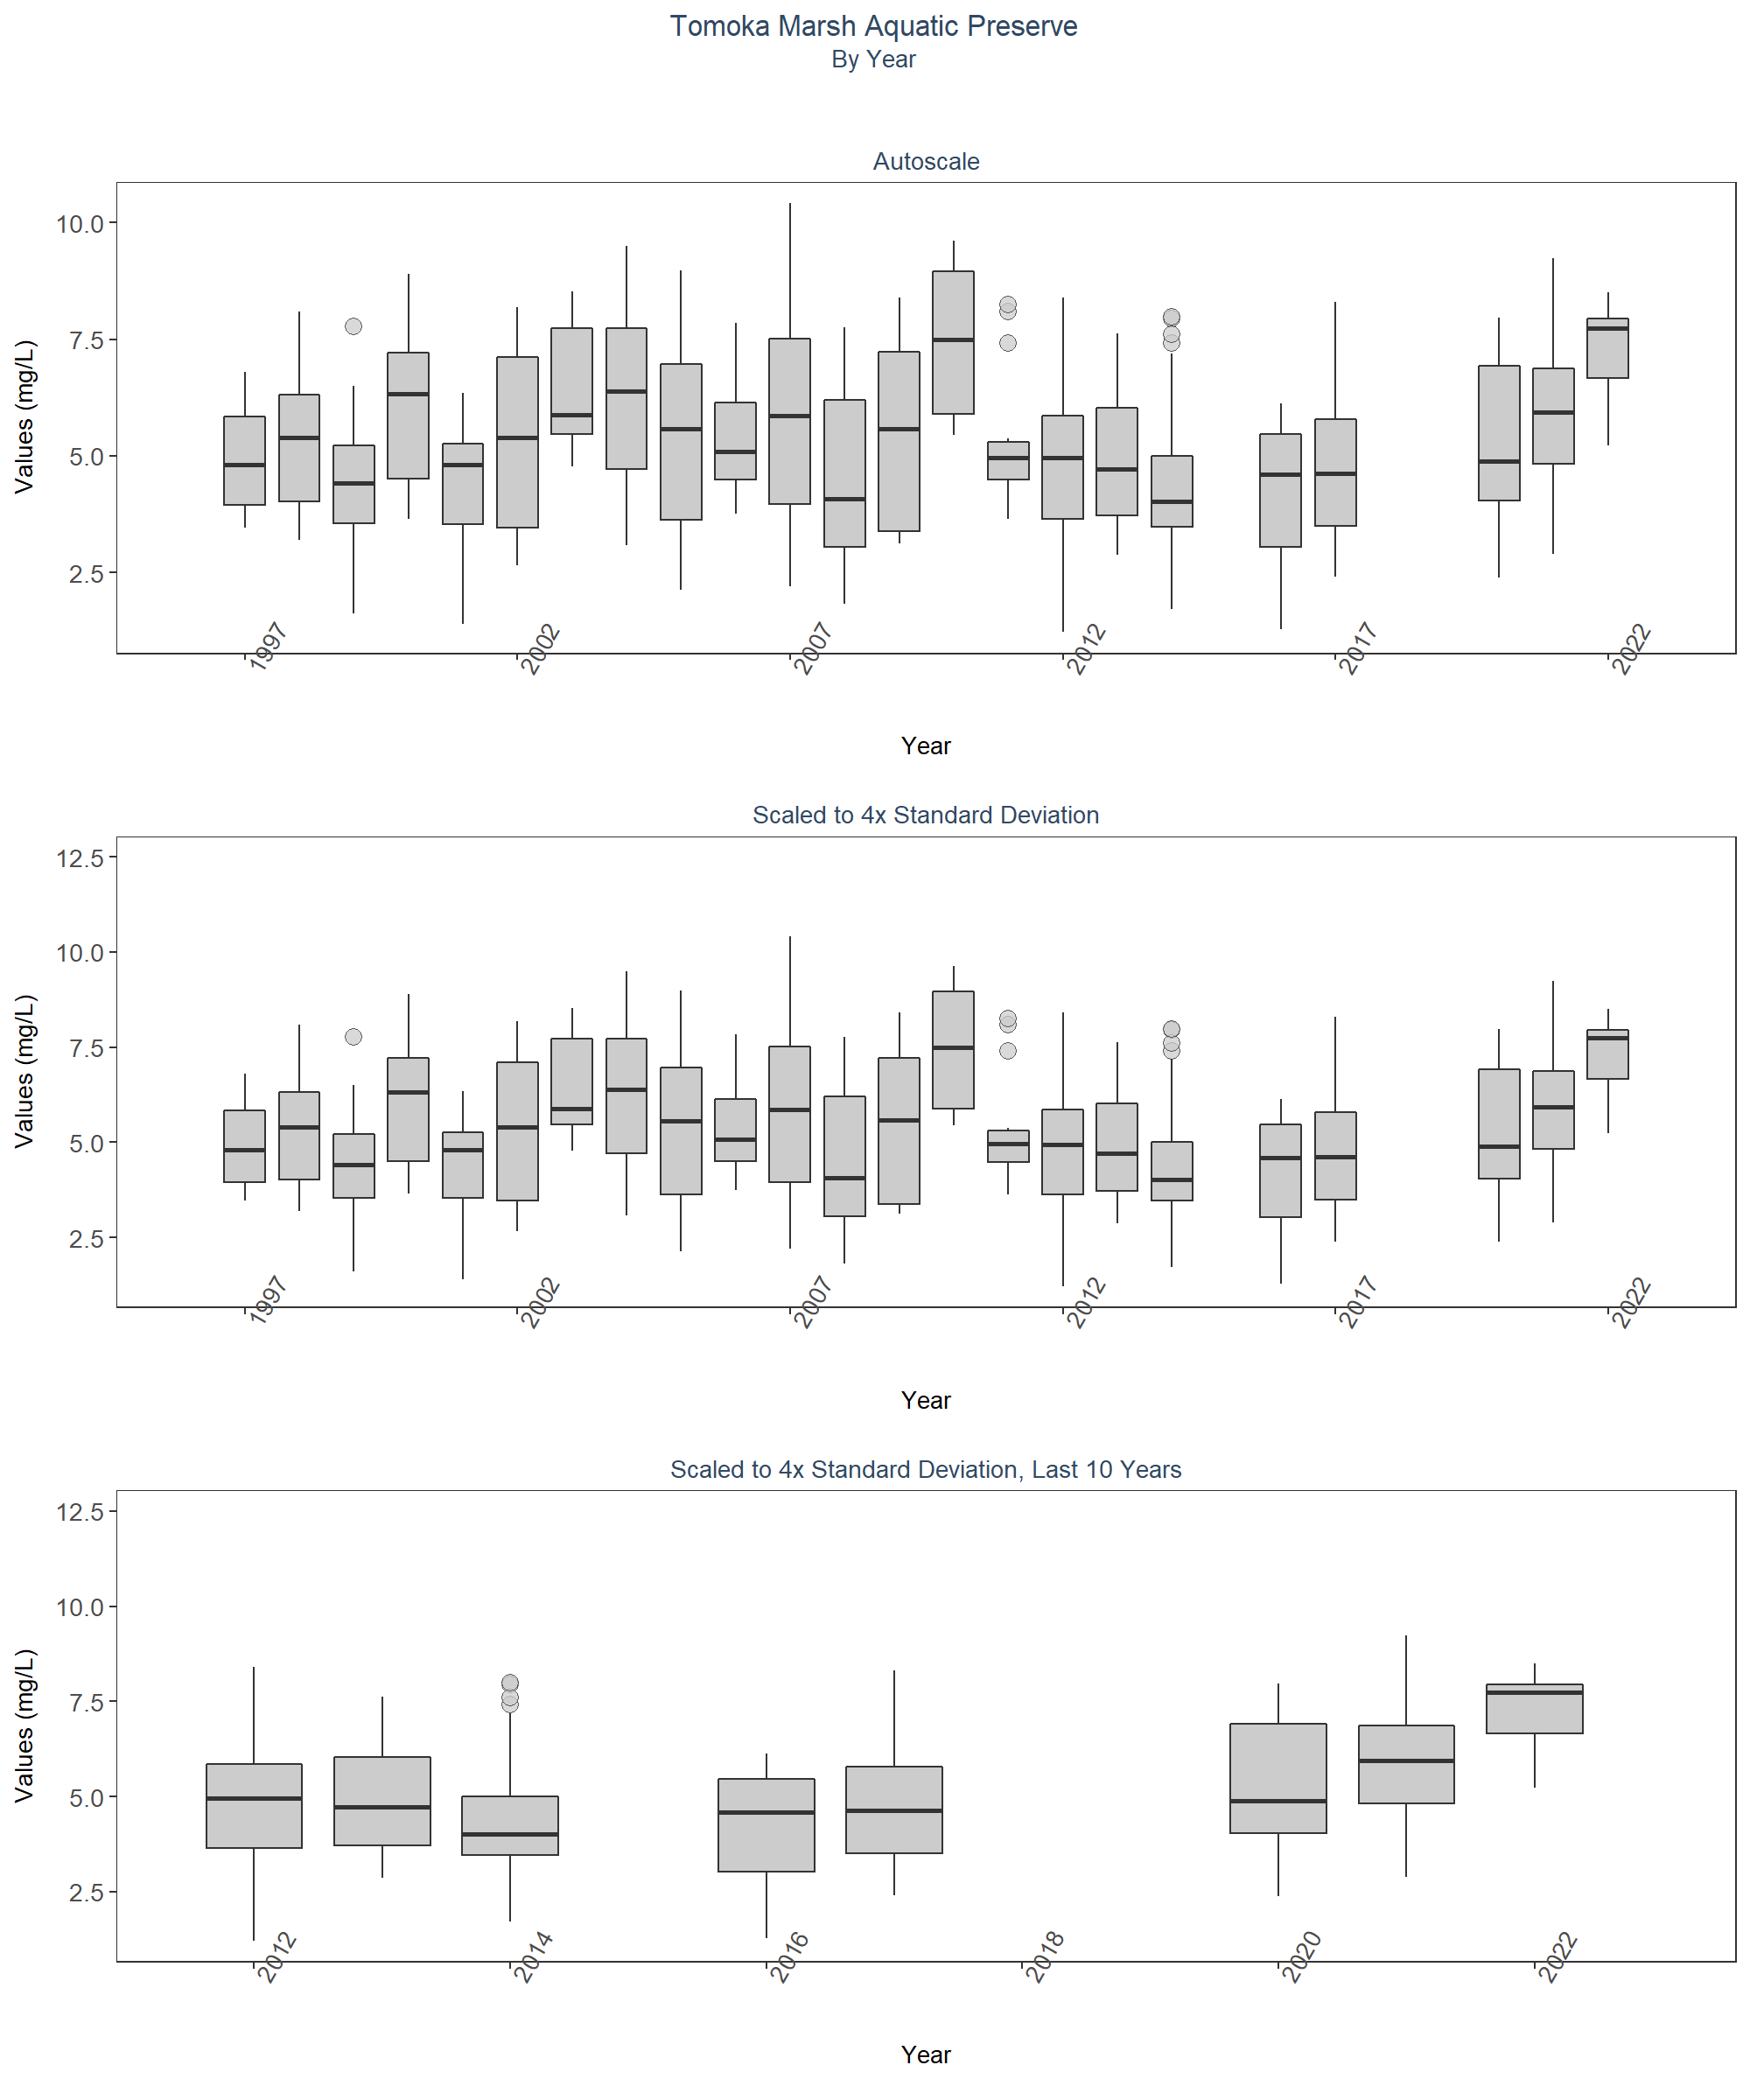 Tomoka Marsh Aquatic Preserve
By Year
Autoscale
Values (mg/L)
10.0
7.5
5.0
2.5
1997
2002
2007
2012
2017
2022
Year
Scaled to 4x Standard Deviation
Values (mg/L)
12.5
10.0
7.5
5.0
2.5
1997
2002
2007
2012
2017
2022
Year
Scaled to 4x Standard Deviation, Last 10 Years
Values (mg/L)
12.5
10.0
7.5
5.0
2.5
2012
2014
2016
2018
2020
2022
Year